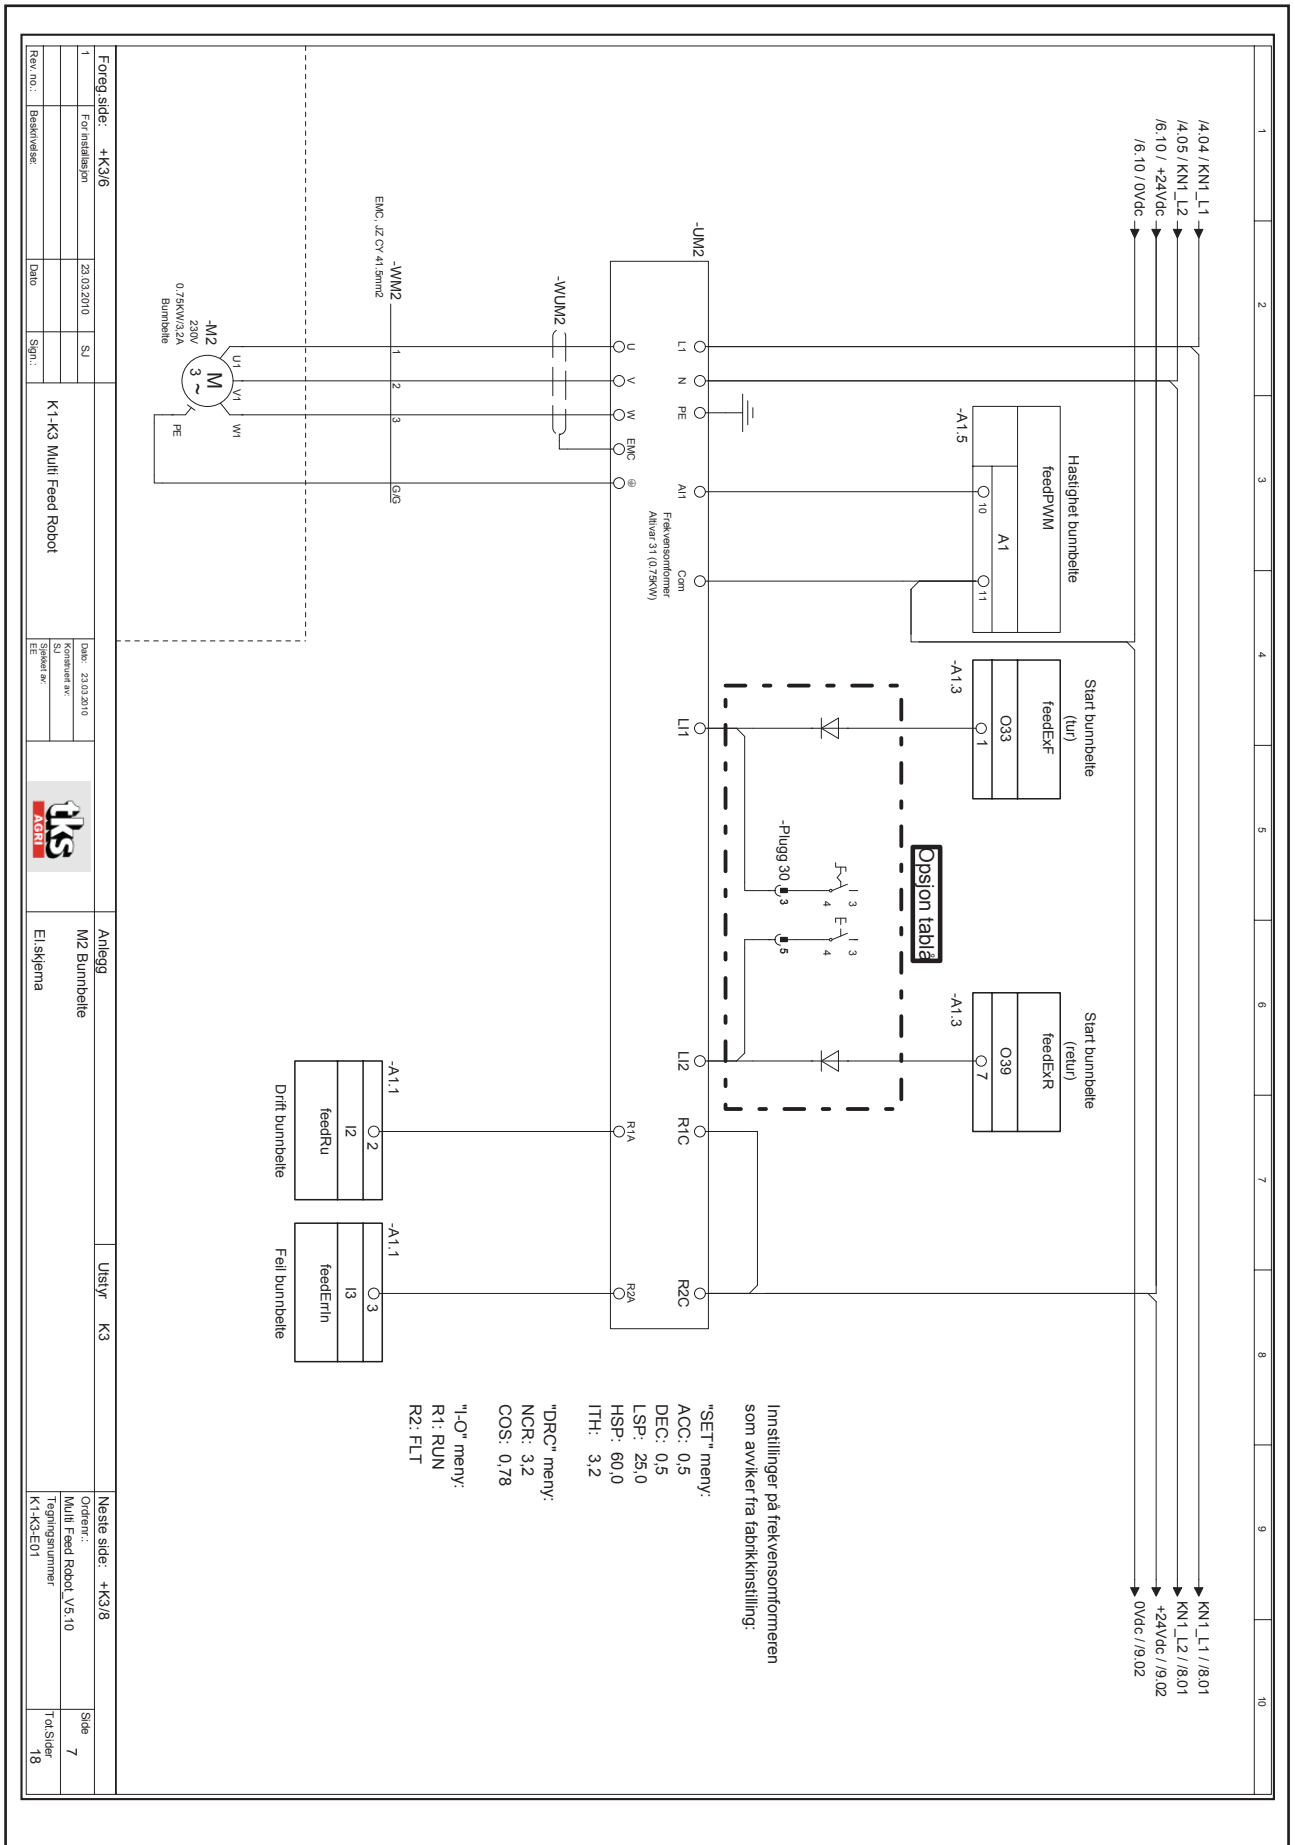 1
2
3
4
5
6
7
8
9
10
/4.04 / KN1_L1
/4.05 / KN1_L2
/6.10 / +24Vdc
/6.10 / 0Vdc
KN1_L1 / /8.01
KN1_L2 / /8.01
+24Vdc / /9.02
0Vdc / /9.02
Hastighet bunnbelte
feedPWM
A1
10
11
-A1.5
Start bunnbelte
(tur)
feedExF
O33
1
-A1.3
Start bunnbelte
(retur)
feedExR
O39
7
-A1.3
Opsjon tablå
-Plugg 30
3
3
4
5
3
4
-UM2
L1
N
PE
AI1
Com
LI1
LI2
R1C
R2C
Frekvensomformer
Altivar 31 (0.75KW)
U
V
W
EMC
R1A
R2A
-WUM2
-WM2
EMC, JZ CY 41.5mm2
1
2
3
G/G
-M2
230V
0.75KW/3,2A
Bunnbelte
M
3 ~
U1
V1
W1
PE
-A1.1
2
I2
feedRu
Drift bunnbelte
-A1.1
3
I3
feedErrIn
Feil bunnbelte
Innstillinger på frekvensomformeren
som avviker fra fabrikkinstilling:
"SET" meny:
ACC: 0,5
DEC: 0,5
LSP: 25,0
HSP: 60,0
ITH: 3,2
"DRC" meny:
NCR: 3,2
COS: 0,78
"I-O" meny:
R1: RUN
R2: FLT
Foreg.side: +K3/6
1 For installasjon 23.03.2010 SJ
Rev. no.: Beskrivelse: Dato Sign.:
K1-K3 Multi Feed Robot
Dato: 23.03.2010
Konstruert av:
SJ
Sjekket av:
EE
tks
AGRI
Anlegg
M2 Bunnbelte
El.skjema
Utstyr K3
Neste side: +K3/8
Ordrenr.:
Multi Feed Robot_V5.10
Tegningsnummer
K1-K3-E01
Side
7
Tot.Sider
18